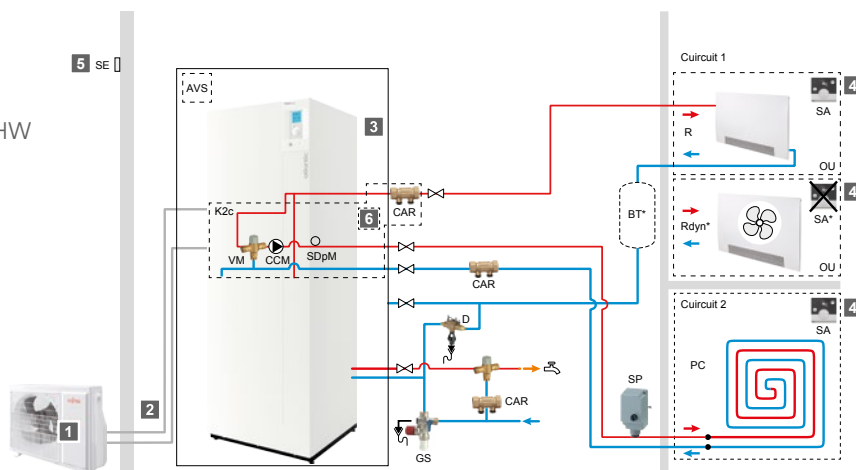 HW
5 SE
AVS
3
Cuircuit 1
4
SA
R
OU
K2c
6
CAR
BT*
4
Rdyn*
SA*
VM
CCM
SDpM
OU
CAR
Cuircuit 2
4
SA
D
PC
SP
2
1
CAR
GS